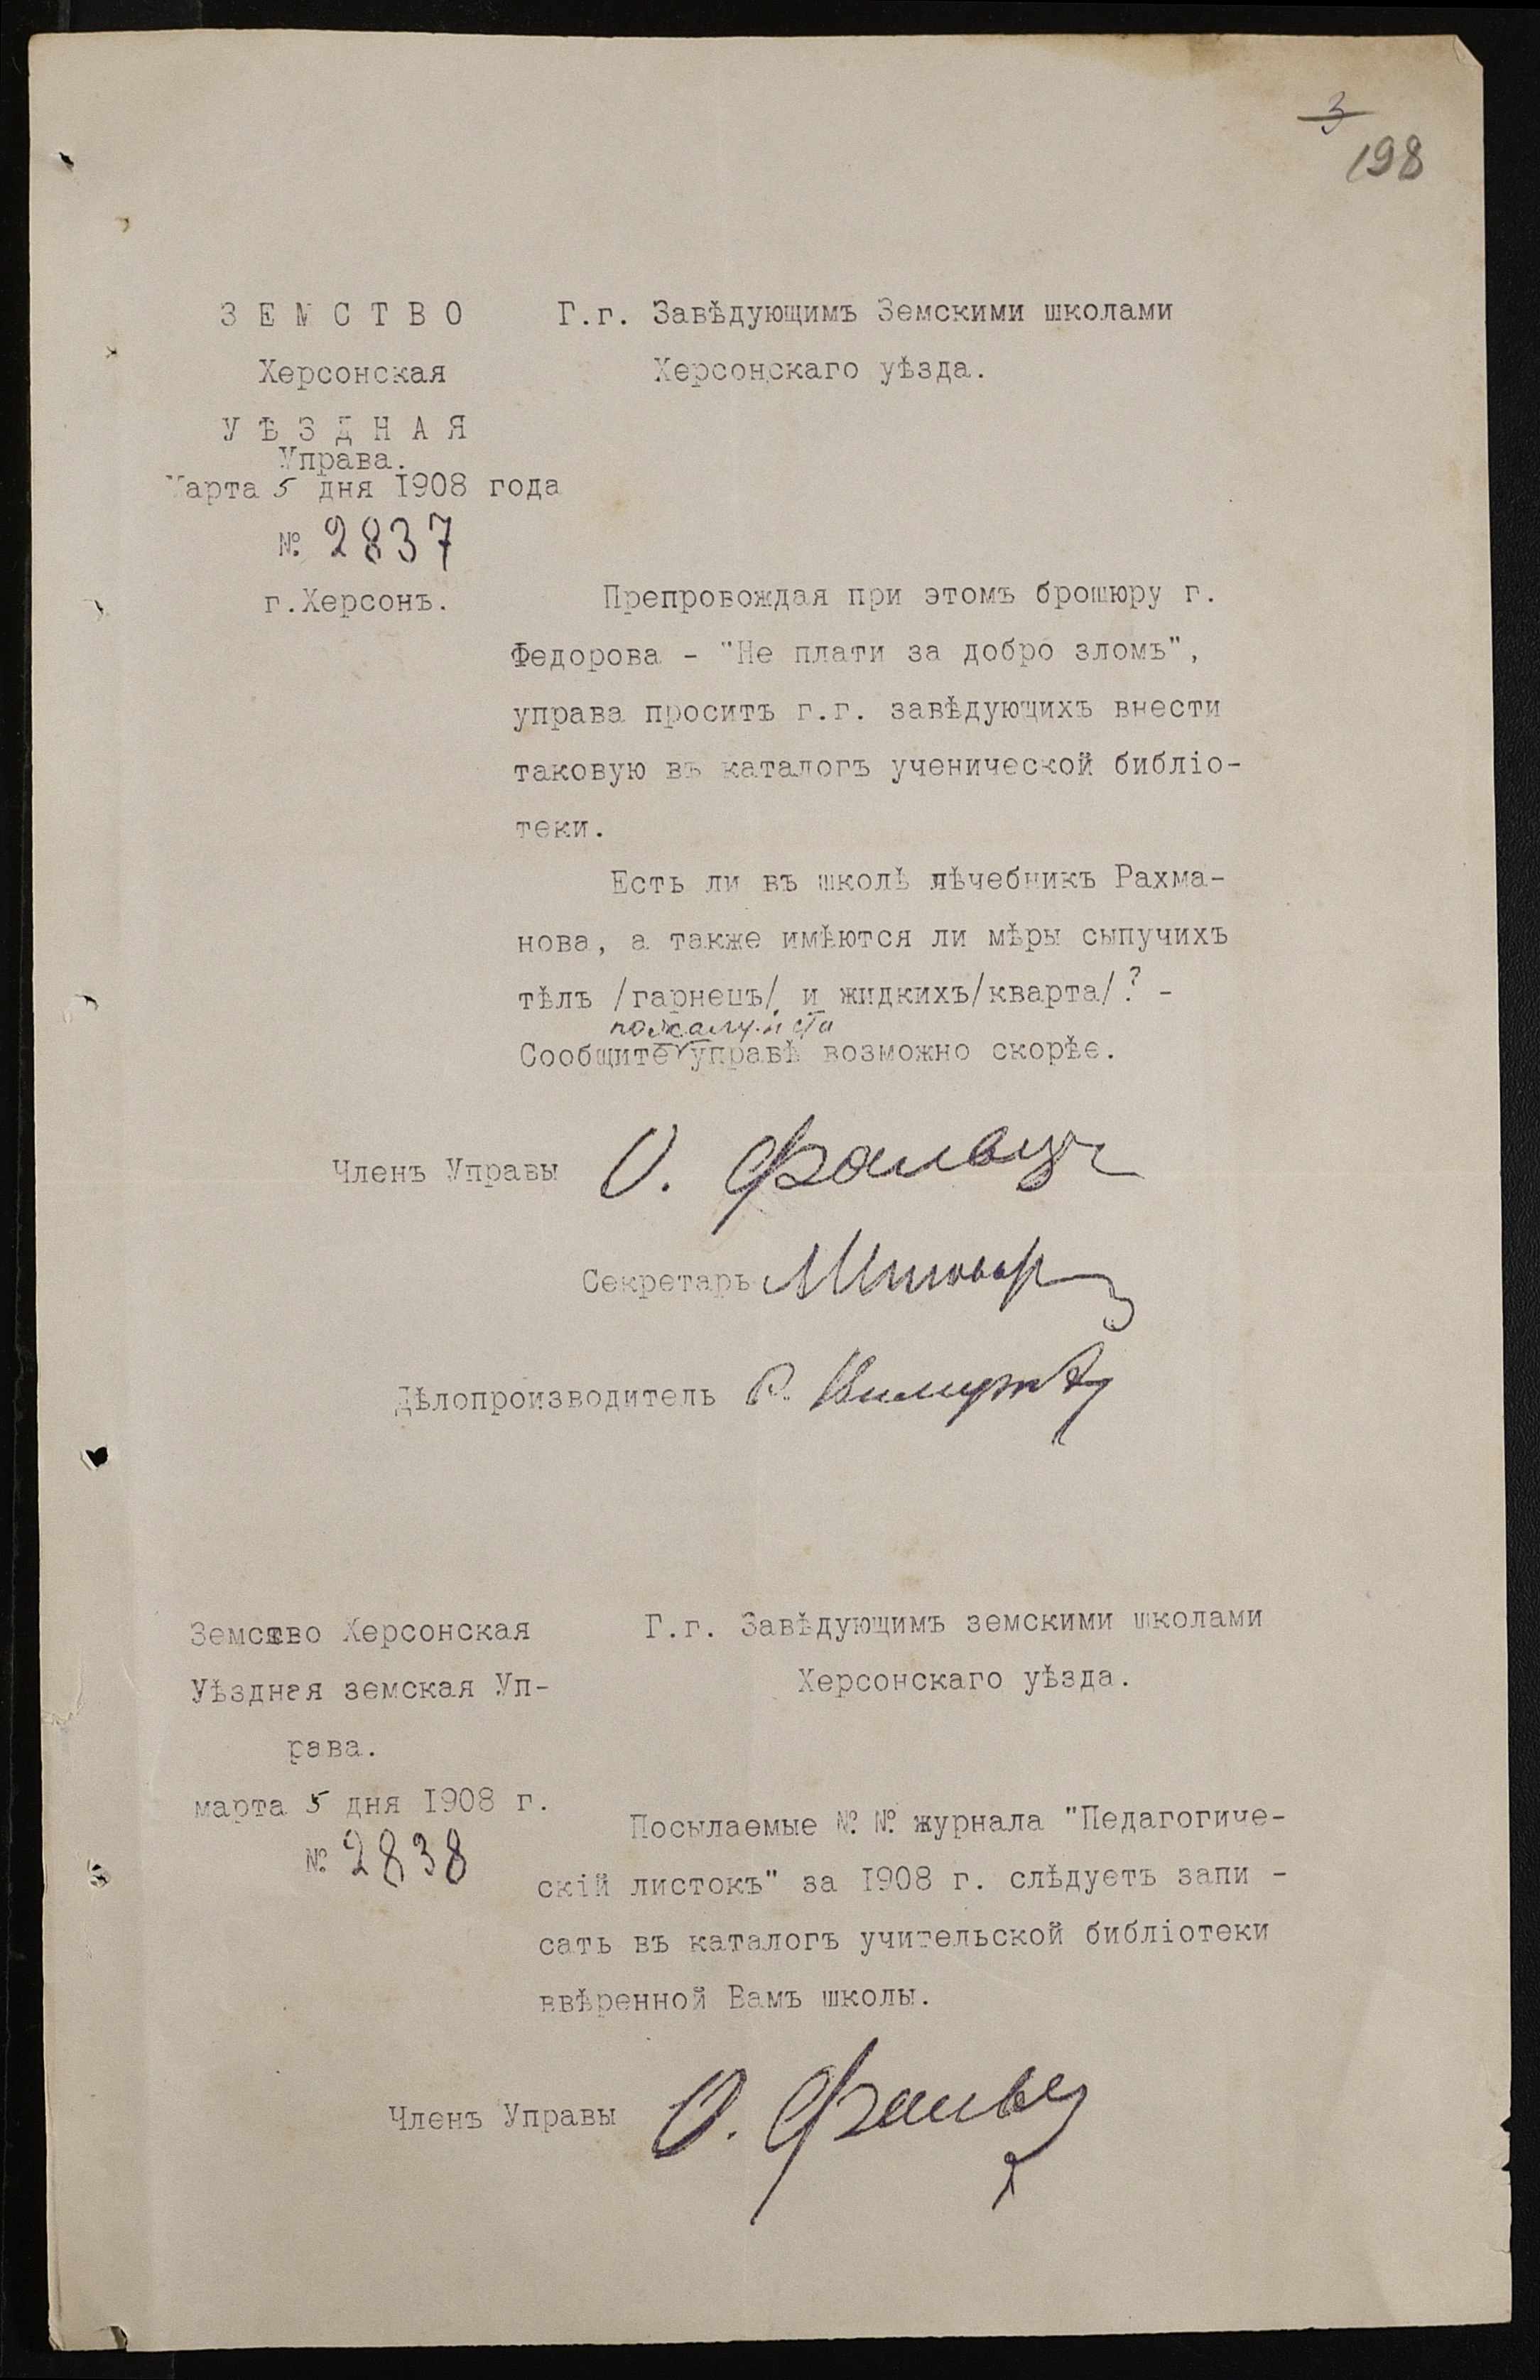 3
198
ЗЕМСТВО
Г.г. Завѣдующимъ Земскими школами
Херсонская
Херсонскаго уѣзда.
УѢЗДНАЯ
Управа.
Марта 5 дня 1908 года
№ 2837
г.Херсонъ.
Препровождая при этомъ брошюру г.
Федорова - "Не плати за добро зломъ",
управа проситъ г.г. завѣдующихъ внести
таковую въ каталогъ ученической библіо-
теки.
Есть ли въ школѣ лѣчебникъ Рахма-
нова, а также имѣются ли мѣры сыпучихъ
тѣлъ /гарнецъ/ и жидкихъ/кварта/? -
пожалуйста
Сообщите управѣ возможно скорѣе.
Членъ Управы О.
Секретарь
Дѣлопроизводитель
Земство Херсонская
Г.г. Завѣдующимъ земскими школами
Уѣздная земская Уп-
Херсонскаго уѣзда.
рава.
марта 5 дня 1908 г.
№ 2838
Посылаемые № № журнала "Педагогиче-
скій листокъ" за 1908 г. слѣдуетъ запи -
сать въ каталогъ учительской библіотеки
ввѣренной Вамъ школы.
Членъ Управы О.